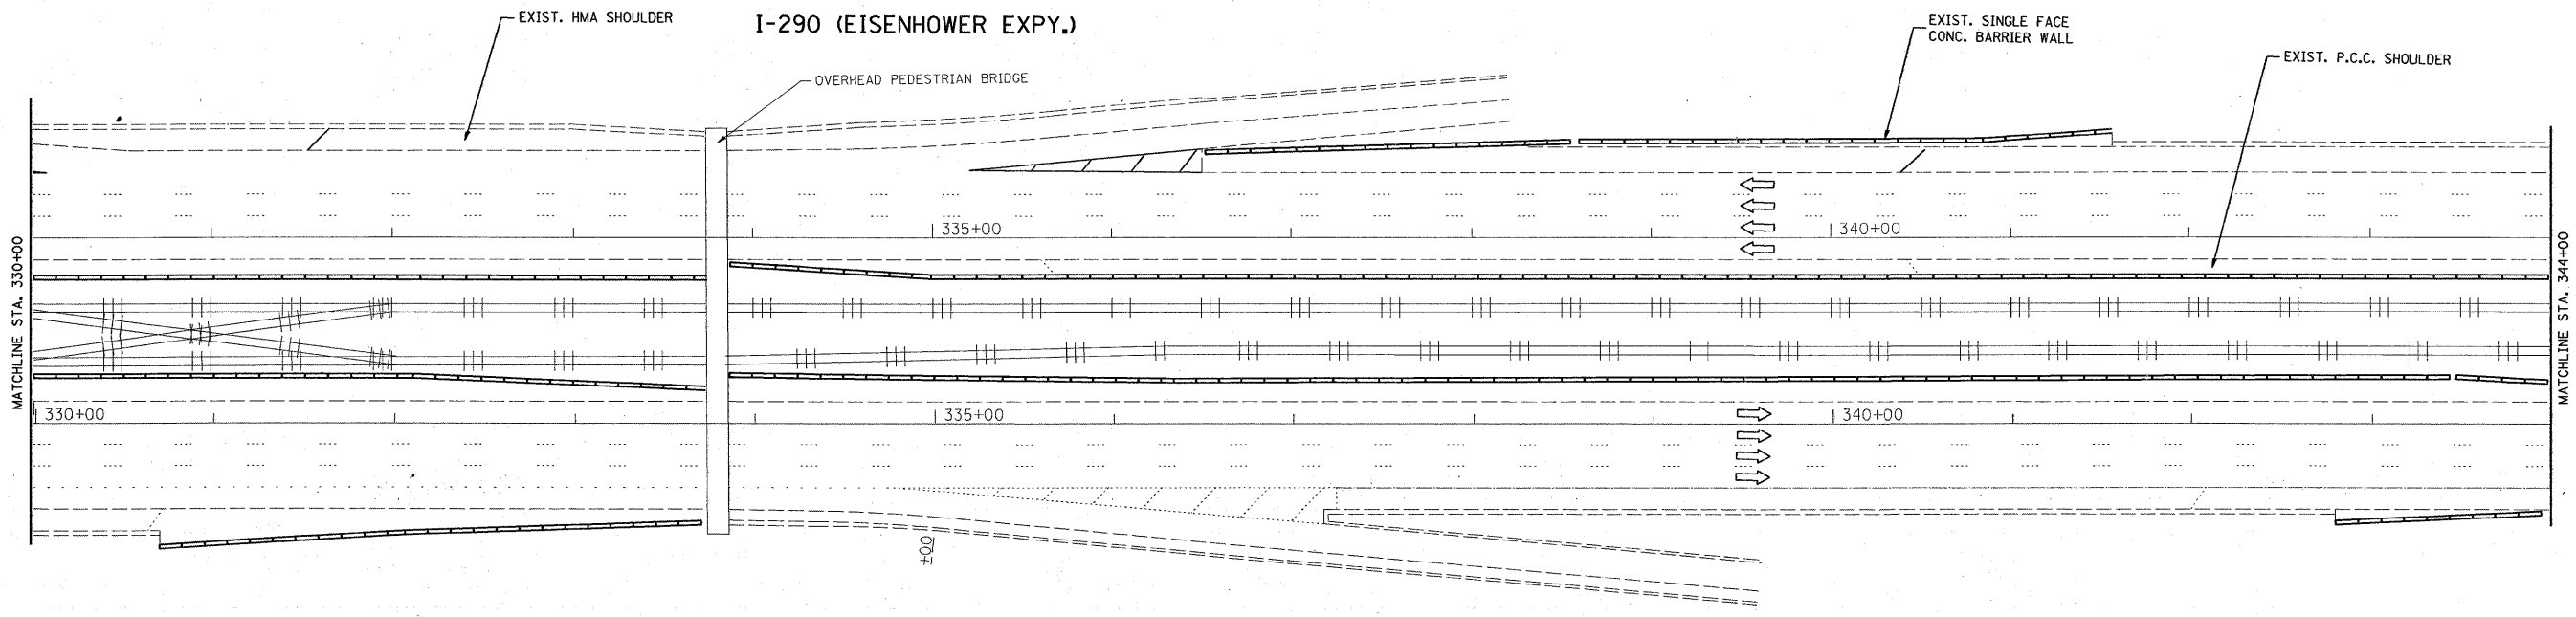 EXIST. HMA SHOULDER
I-290 (EISENHOWER EXPY.)
EXIST. SINGLE FACE
CONC. BARRIER WALL
EXIST. P.C.C. SHOULDER
OVERHEAD PEDESTRIAN BRIDGE
MATCHLINE STA. 330+00
335+00
340+00
MATCHLINE STA. 344+00
330+00
335+00
340+00
+00